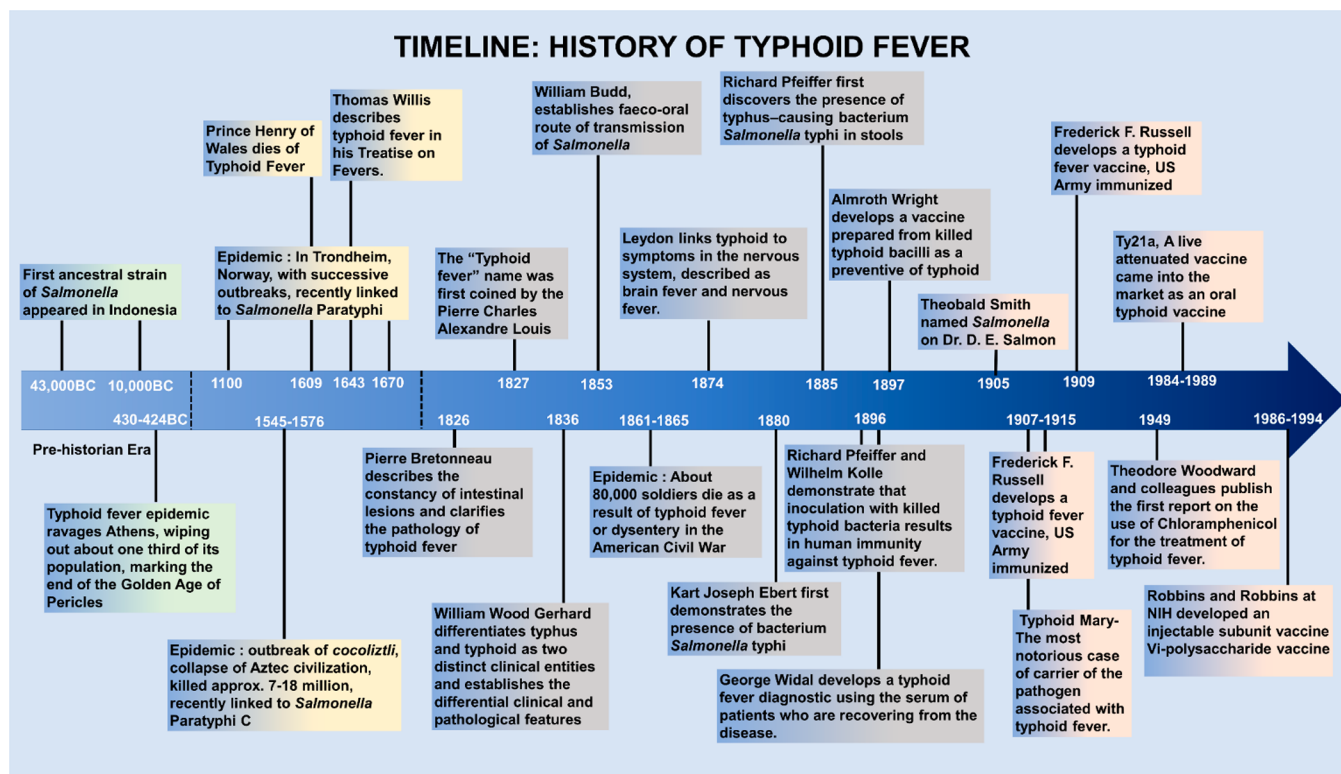 TIMELINE: HISTORY OF TYPHOID FEVER
First ancestral strain
of Salmonella
appeared in Indonesia
Prince Henry of
Wales dies of
Typhoid Fever
Thomas Willis
describes
typhoid fever in
his Treatise on
Fevers.
Epidemic : In Trondheim,
Norway, with successive
outbreaks, recently linked
to Salmonella Paratyphi
The “Typhoid
fever” name was
first coined by the
Pierre Charles
Alexandre Louis
William Budd,
establishes faeco-oral
route of transmission
of Salmonella
Leydon links typhoid to
symptoms in the nervous
system, described as
brain fever and nervous
fever.
Richard Pfeiffer first
discovers the presence of
typhus–causing bacterium
Salmonella typhi in stools
Almroth Wright
develops a vaccine
prepared from killed
typhoid bacilli as a
preventive of typhoid
Theobald Smith
named Salmonella
on Dr. D. E. Salmon
Frederick F. Russell
develops a typhoid
fever vaccine, US
Army immunized
Ty21a, A live
attenuated vaccine
came into the
market as an oral
typhoid vaccine
43,000BC 10,000BC 1100 1609 1643 1670 1827 1853 1874 1885 1897 1905 1909 1984-1989
430-424BC 1545-1576 1826 1836 1861-1865 1880 1896 1907-1915 1949 1986-1994
Pre-historian Era
Typhoid fever epidemic
ravages Athens, wiping
out about one third of its
population, marking the
end of the Golden Age of
Pericles
Epidemic : outbreak of cocoliztli,
collapse of Aztec civilization,
killed approx. 7-18 million,
recently linked to Salmonella
Paratyphi C
Pierre Bretonneau
describes the
constancy of intestinal
lesions and clarifies
the pathology of
typhoid fever
William Wood Gerhard
differentiates typhus
and typhoid as two
distinct clinical entities
and establishes the
differential clinical and
pathological features
Epidemic : About
80,000 soldiers die as a
result of typhoid fever
or dysentery in the
American Civil War
Kart Joseph Ebert first
demonstrates the
presence of bacterium
Salmonella typhi
Richard Pfeiffer and
Wilhelm Kolle
demonstrate that
inoculation with killed
typhoid bacteria results
in human immunity
against typhoid fever.
George Widal develops a typhoid
fever diagnostic using the serum of
patients who are recovering from the
disease.
Frederick F.
Russell
develops a
typhoid fever
vaccine, US
Army
immunized
Typhoid Mary-
The most
notorious case
of carrier of the
pathogen
associated with
typhoid fever.
Theodore Woodward
and colleagues publish
the first report on the
use of Chloramphenicol
for the treatment of
typhoid fever.
Robbins and Robbins at
NIH developed an
injectable subunit vaccine
Vi-polysaccharide vaccine